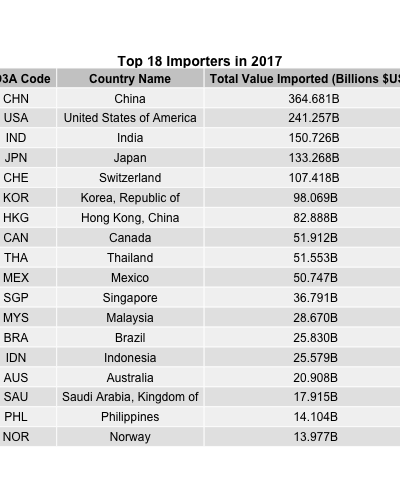 Top 18 Importers in 2017
03A Code Country Name Total Value Imported (Billions $US
CHN China 364.681B
USA United States of America 241.257B
IND India 150.726B
JPN Japan 133.268B
CHE Switzerland 107.418B
KOR Korea, Republic of 98.069B
HKG Hong Kong, China 82.888B
CAN Canada 51.912B
THA Thailand 51.553B
MEX Mexico 50.747B
SGP Singapore 36.791B
MYS Malaysia 28.670B
BRA Brazil 25.830B
IDN Indonesia 25.579B
AUS Australia 20.908B
SAU Saudi Arabia, Kingdom of 17.915B
PHL Philippines 14.104B
NOR Norway 13.977B